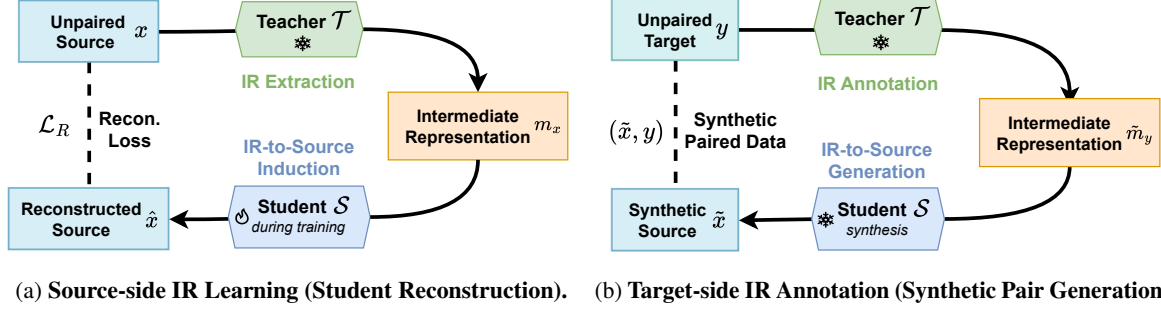 Unpaired
Source x
Teacher 𝒯
IR Extraction
Intermediate
Representation mₓ
ℒ_R
Recon.
Loss
IR-to-Source
Induction
Reconstructed
Source x̂
Student 𝒮
during training
(a) Source-side IR Learning (Student Reconstruction).
Unpaired
Target y
Teacher 𝒯
IR Annotation
Intermediate
Representation m̃_y
(x̃, y)
Synthetic
Paired Data
IR-to-Source
Generation
Synthetic
Source x̃
Student 𝒮
synthesis
(b) Target-side IR Annotation (Synthetic Pair Generation